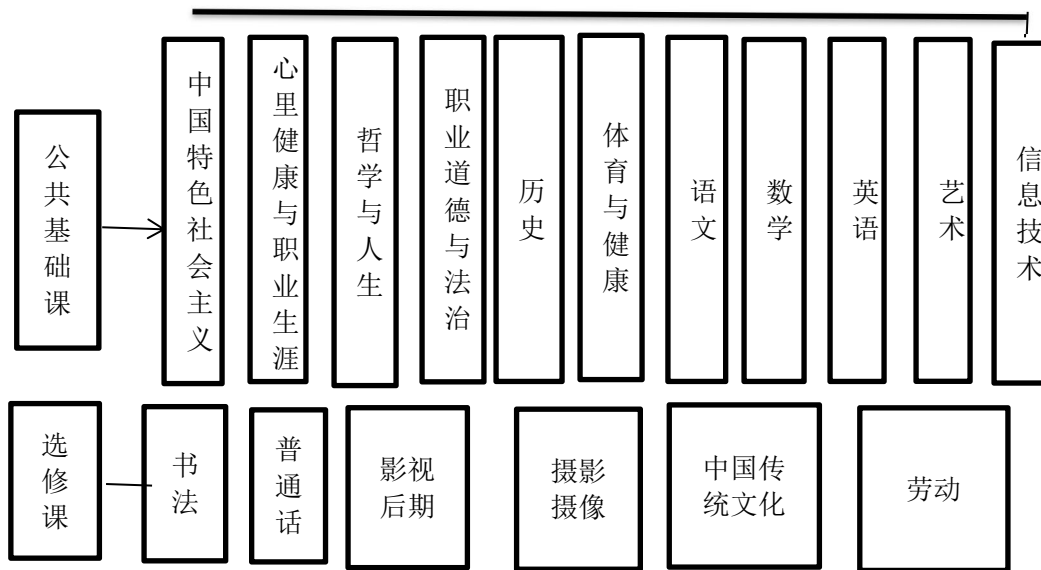 公共基础课
中国特色社会主义
心里健康与职业生涯
哲学与人生
职业道德与法治
历史
体育与健康
语文
数学
英语
艺术
信息技术
选修课
书法
普通话
影视
后期
摄影
摄像
中国传
统文化
劳动